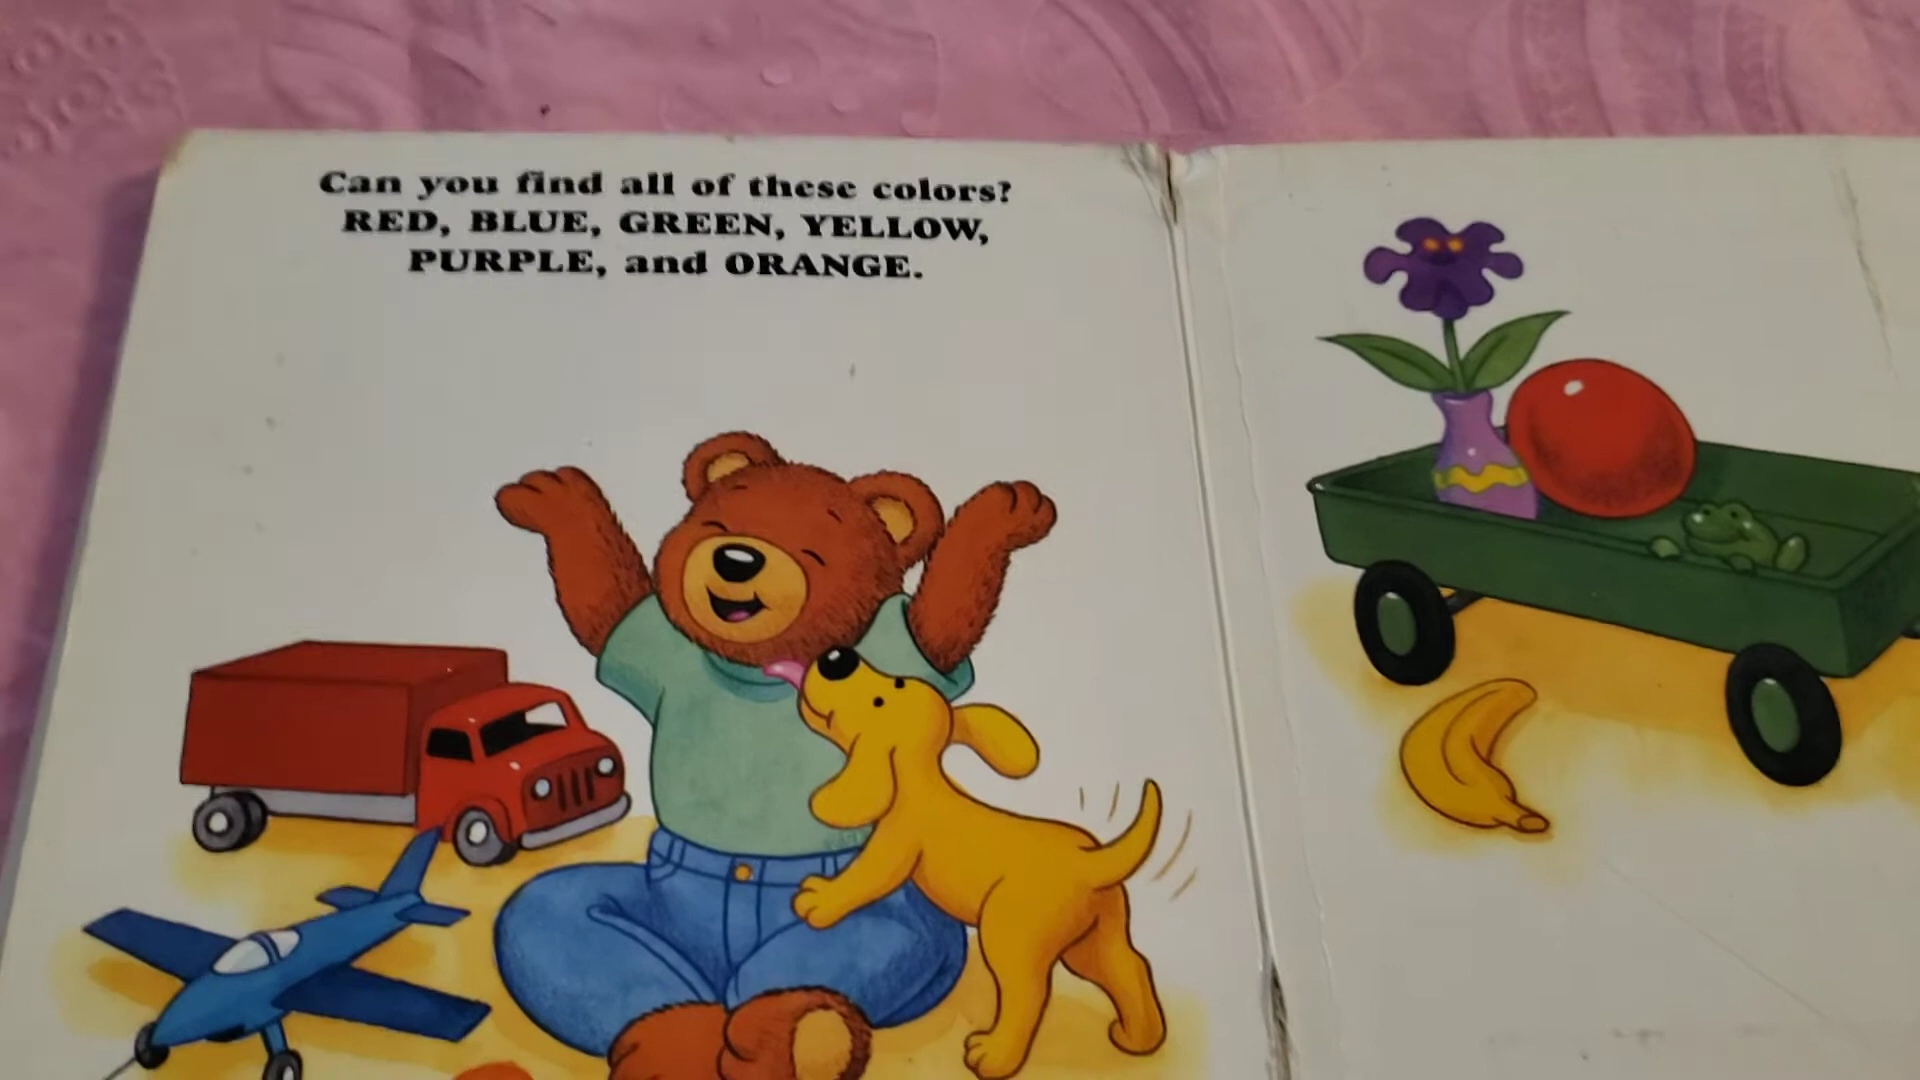 Can you find all of these colors?
RED, BLUE, GREEN, YELLOW,
PURPLE, and ORANGE.